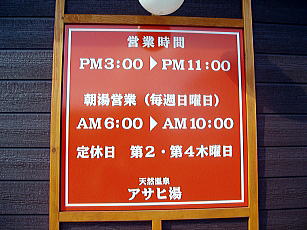 営業時間
PM3:00 ▶ PM11:00
朝湯営業（毎週日曜日）
AM6:00 ▶ AM10:00
定休日　第2・第4木曜日
天然温泉
アサヒ湯